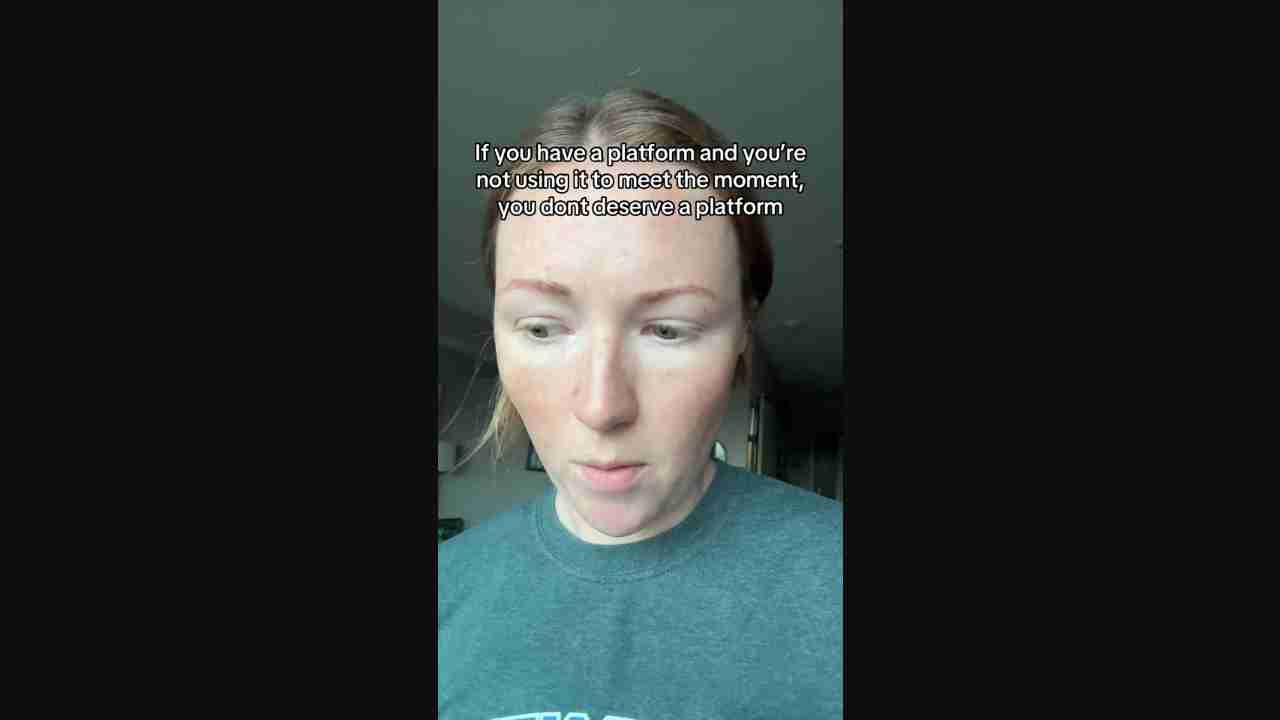 If you have a platform and you're
not using it to meet the moment,
you dont deserve a platform